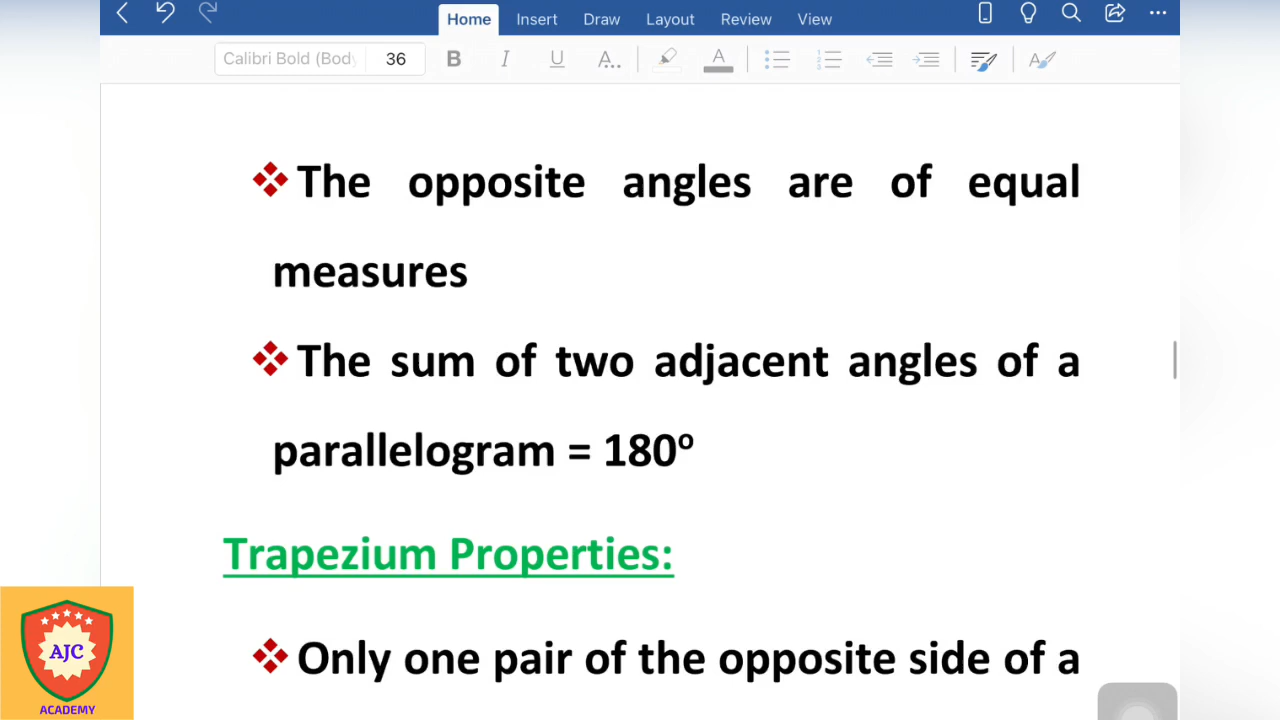 Home Insert Draw Layout Review View
Calibri Bold (Body 36 B I U A..
❖The opposite angles are of equal
measures
❖The sum of two adjacent angles of a
parallelogram = 180º
Trapezium Properties:
❖Only one pair of the opposite side of a
AJC
ACADEMY